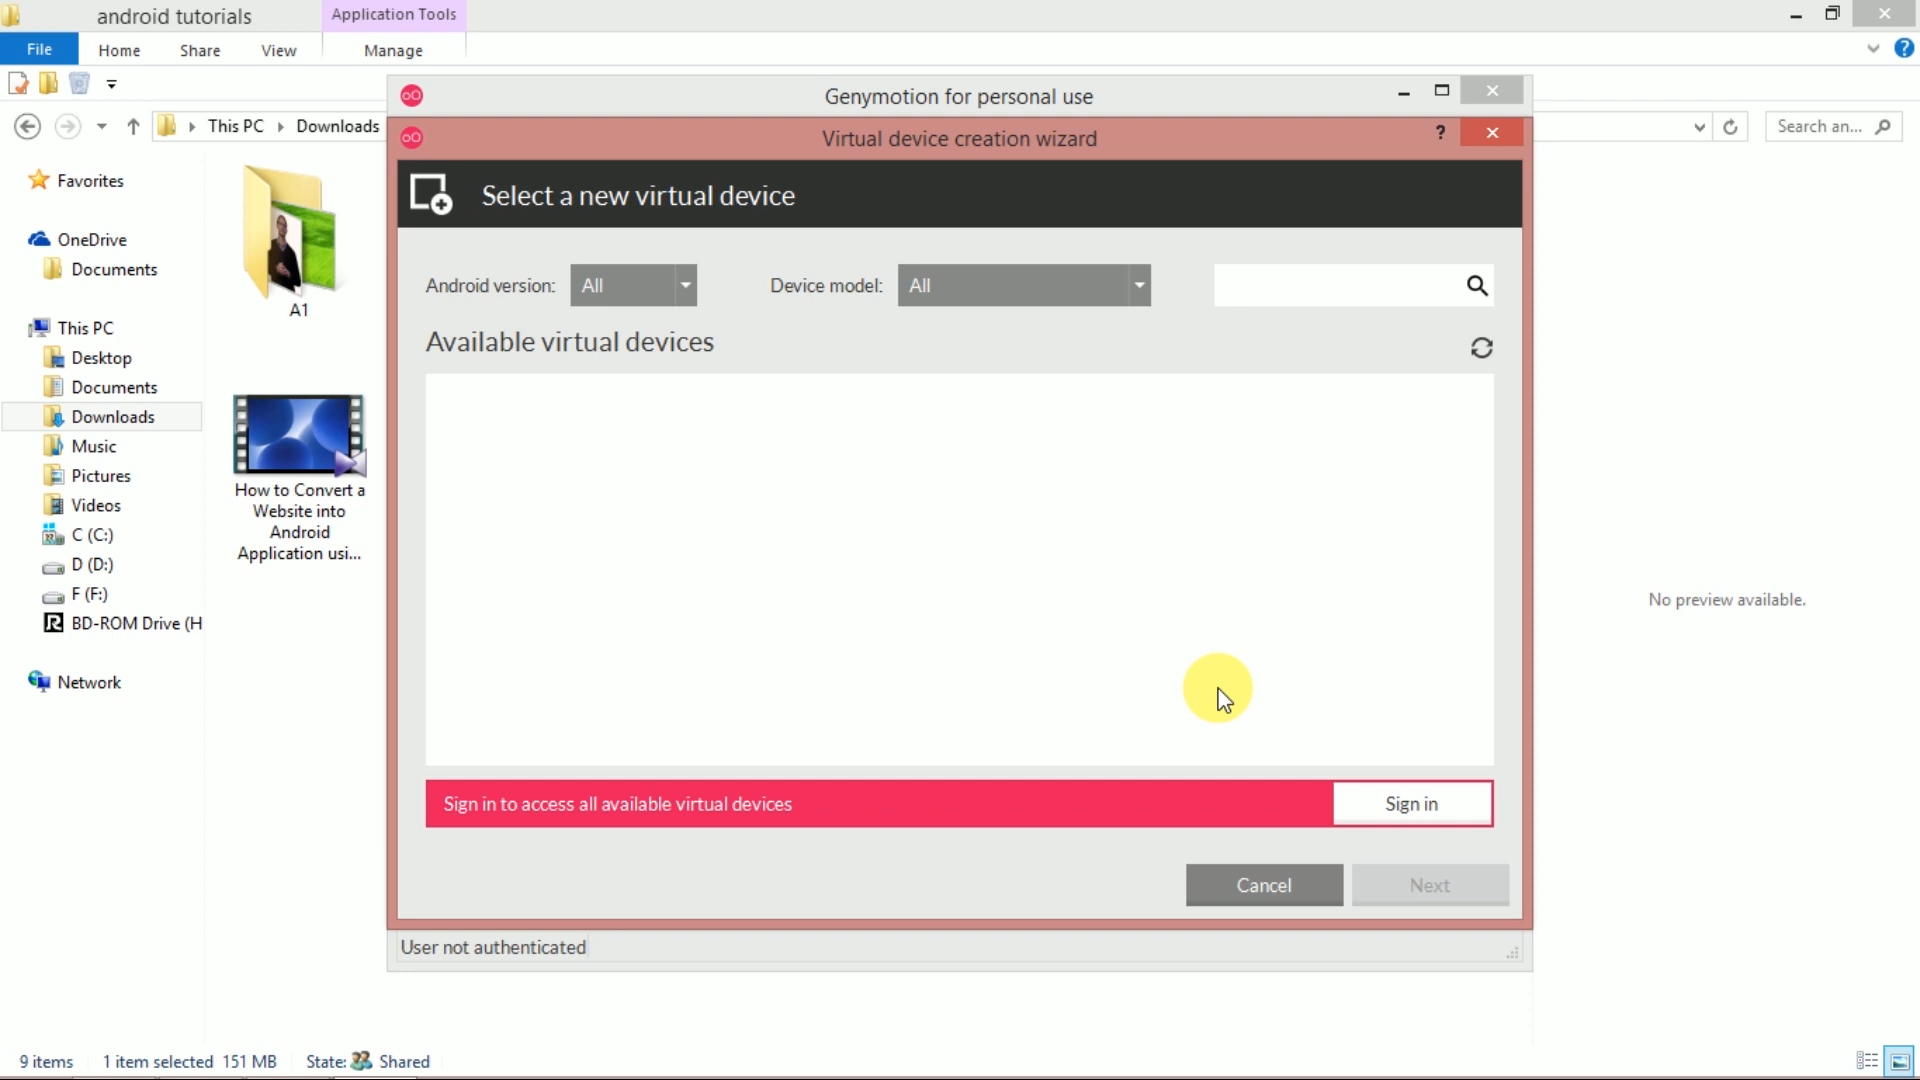 android tutorials
Application Tools
File
Home
Share
View
Manage
This PC
Downloads
Search an...
Favorites
OneDrive
Documents
This PC
Desktop
Documents
Downloads
Music
Pictures
Videos
C (C:)
D (D:)
F (F:)
BD-ROM Drive (H
Network
A1
How to Convert a
Website into
Android
Application usi...
Genymotion for personal use
Virtual device creation wizard
?
Select a new virtual device
Android version:
All
Device model:
All
Available virtual devices
Sign in to access all available virtual devices
Sign in
Cancel
Next
User not authenticated
No preview available.
9 items
1 item selected 151 MB
State:
Shared